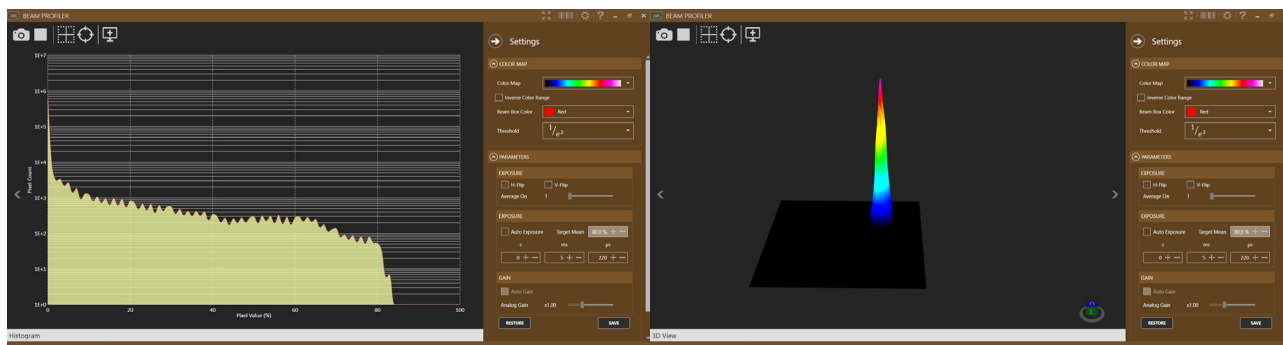 BEAM PROFILER
Settings
COLOR MAP
Color Map
Inverse Color Range
Beam Box Color
Red
Threshold
1/e²
PARAMETERS
EXPOSURE
H-Flip
V-Flip
Average On
1
EXPOSURE
Auto Exposure
Target Mean
80.0 %
s
ms
µs
0
5
220
GAIN
Auto Gain
Analog Gain
x1.00
RESTORE
SAVE
1E+7
1E+6
1E+5
1E+4
1E+3
1E+2
1E+1
1E+0
Pixel Count
0
20
40
60
80
100
Pixel Value (%)
Histogram
BEAM PROFILER
Settings
COLOR MAP
Color Map
Inverse Color Range
Beam Box Color
Red
Threshold
1/e²
PARAMETERS
EXPOSURE
H-Flip
V-Flip
Average On
1
EXPOSURE
Auto Exposure
Target Mean
80.0 %
s
ms
µs
0
5
220
GAIN
Auto Gain
Analog Gain
x1.00
RESTORE
SAVE
L
3D View